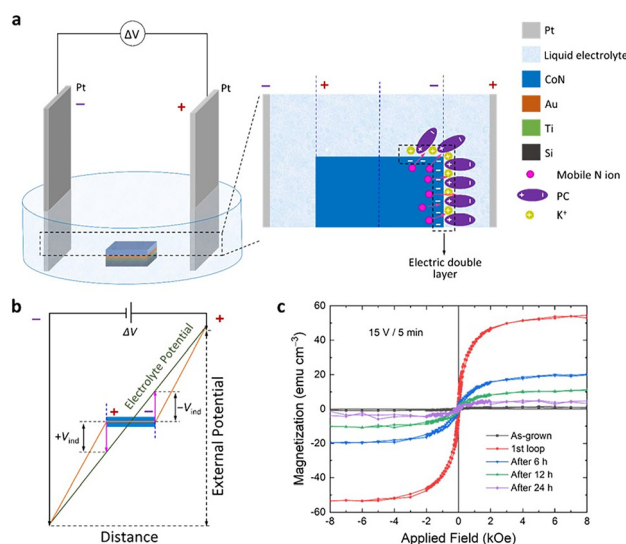 a
ΔV
Pt
Pt
−
+
− + − +
Pt
Liquid electrolyte
CoN
Au
Ti
Si
Mobile N ion
PC
K⁺
Electric double
layer
b
− +
ΔV
Electrolyte Potential
+ −
+Vind
−Vind
External Potential
Distance
c
15 V / 5 min
Magnetization (emu cm⁻³)
60
40
20
0
-20
-40
-60
As-grown
1st loop
After 6 h
After 12 h
After 24 h
-8 -6 -4 -2 0 2 4 6 8
Applied Field (kOe)